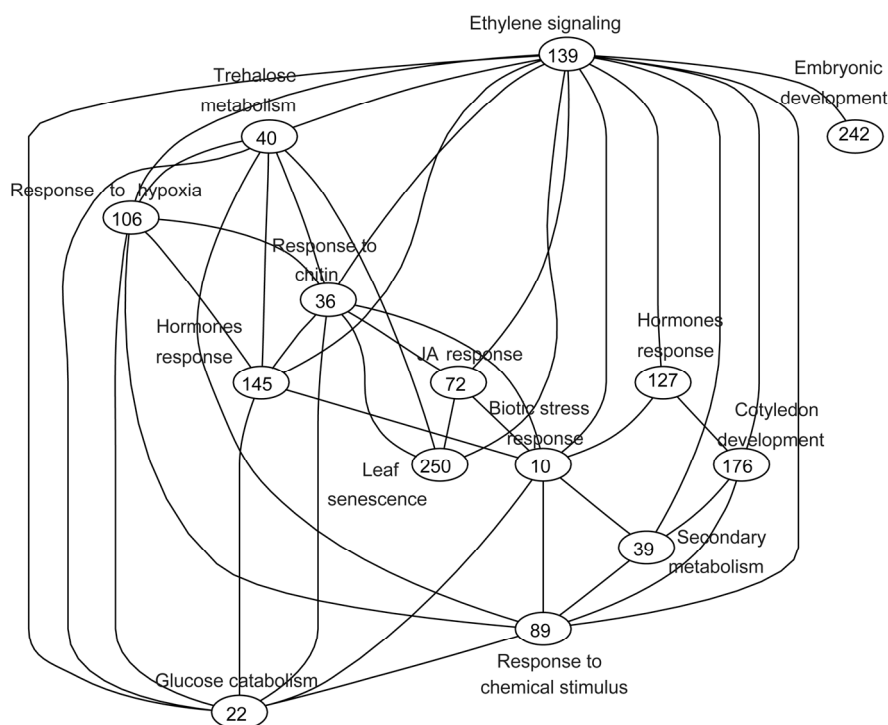 Ethylene signaling
139
Embryonic
development
242
Trehalose
metabolism
40
Response to hypoxia
106
Response to
chitin
36
Hormones
response
145
JA response
72
Hormones
response
127
Biotic stress
response
10
Cotyledon
development
176
Leaf
senescence
250
Secondary
metabolism
39
89
Response to
chemical stimulus
Glucose catabolism
22